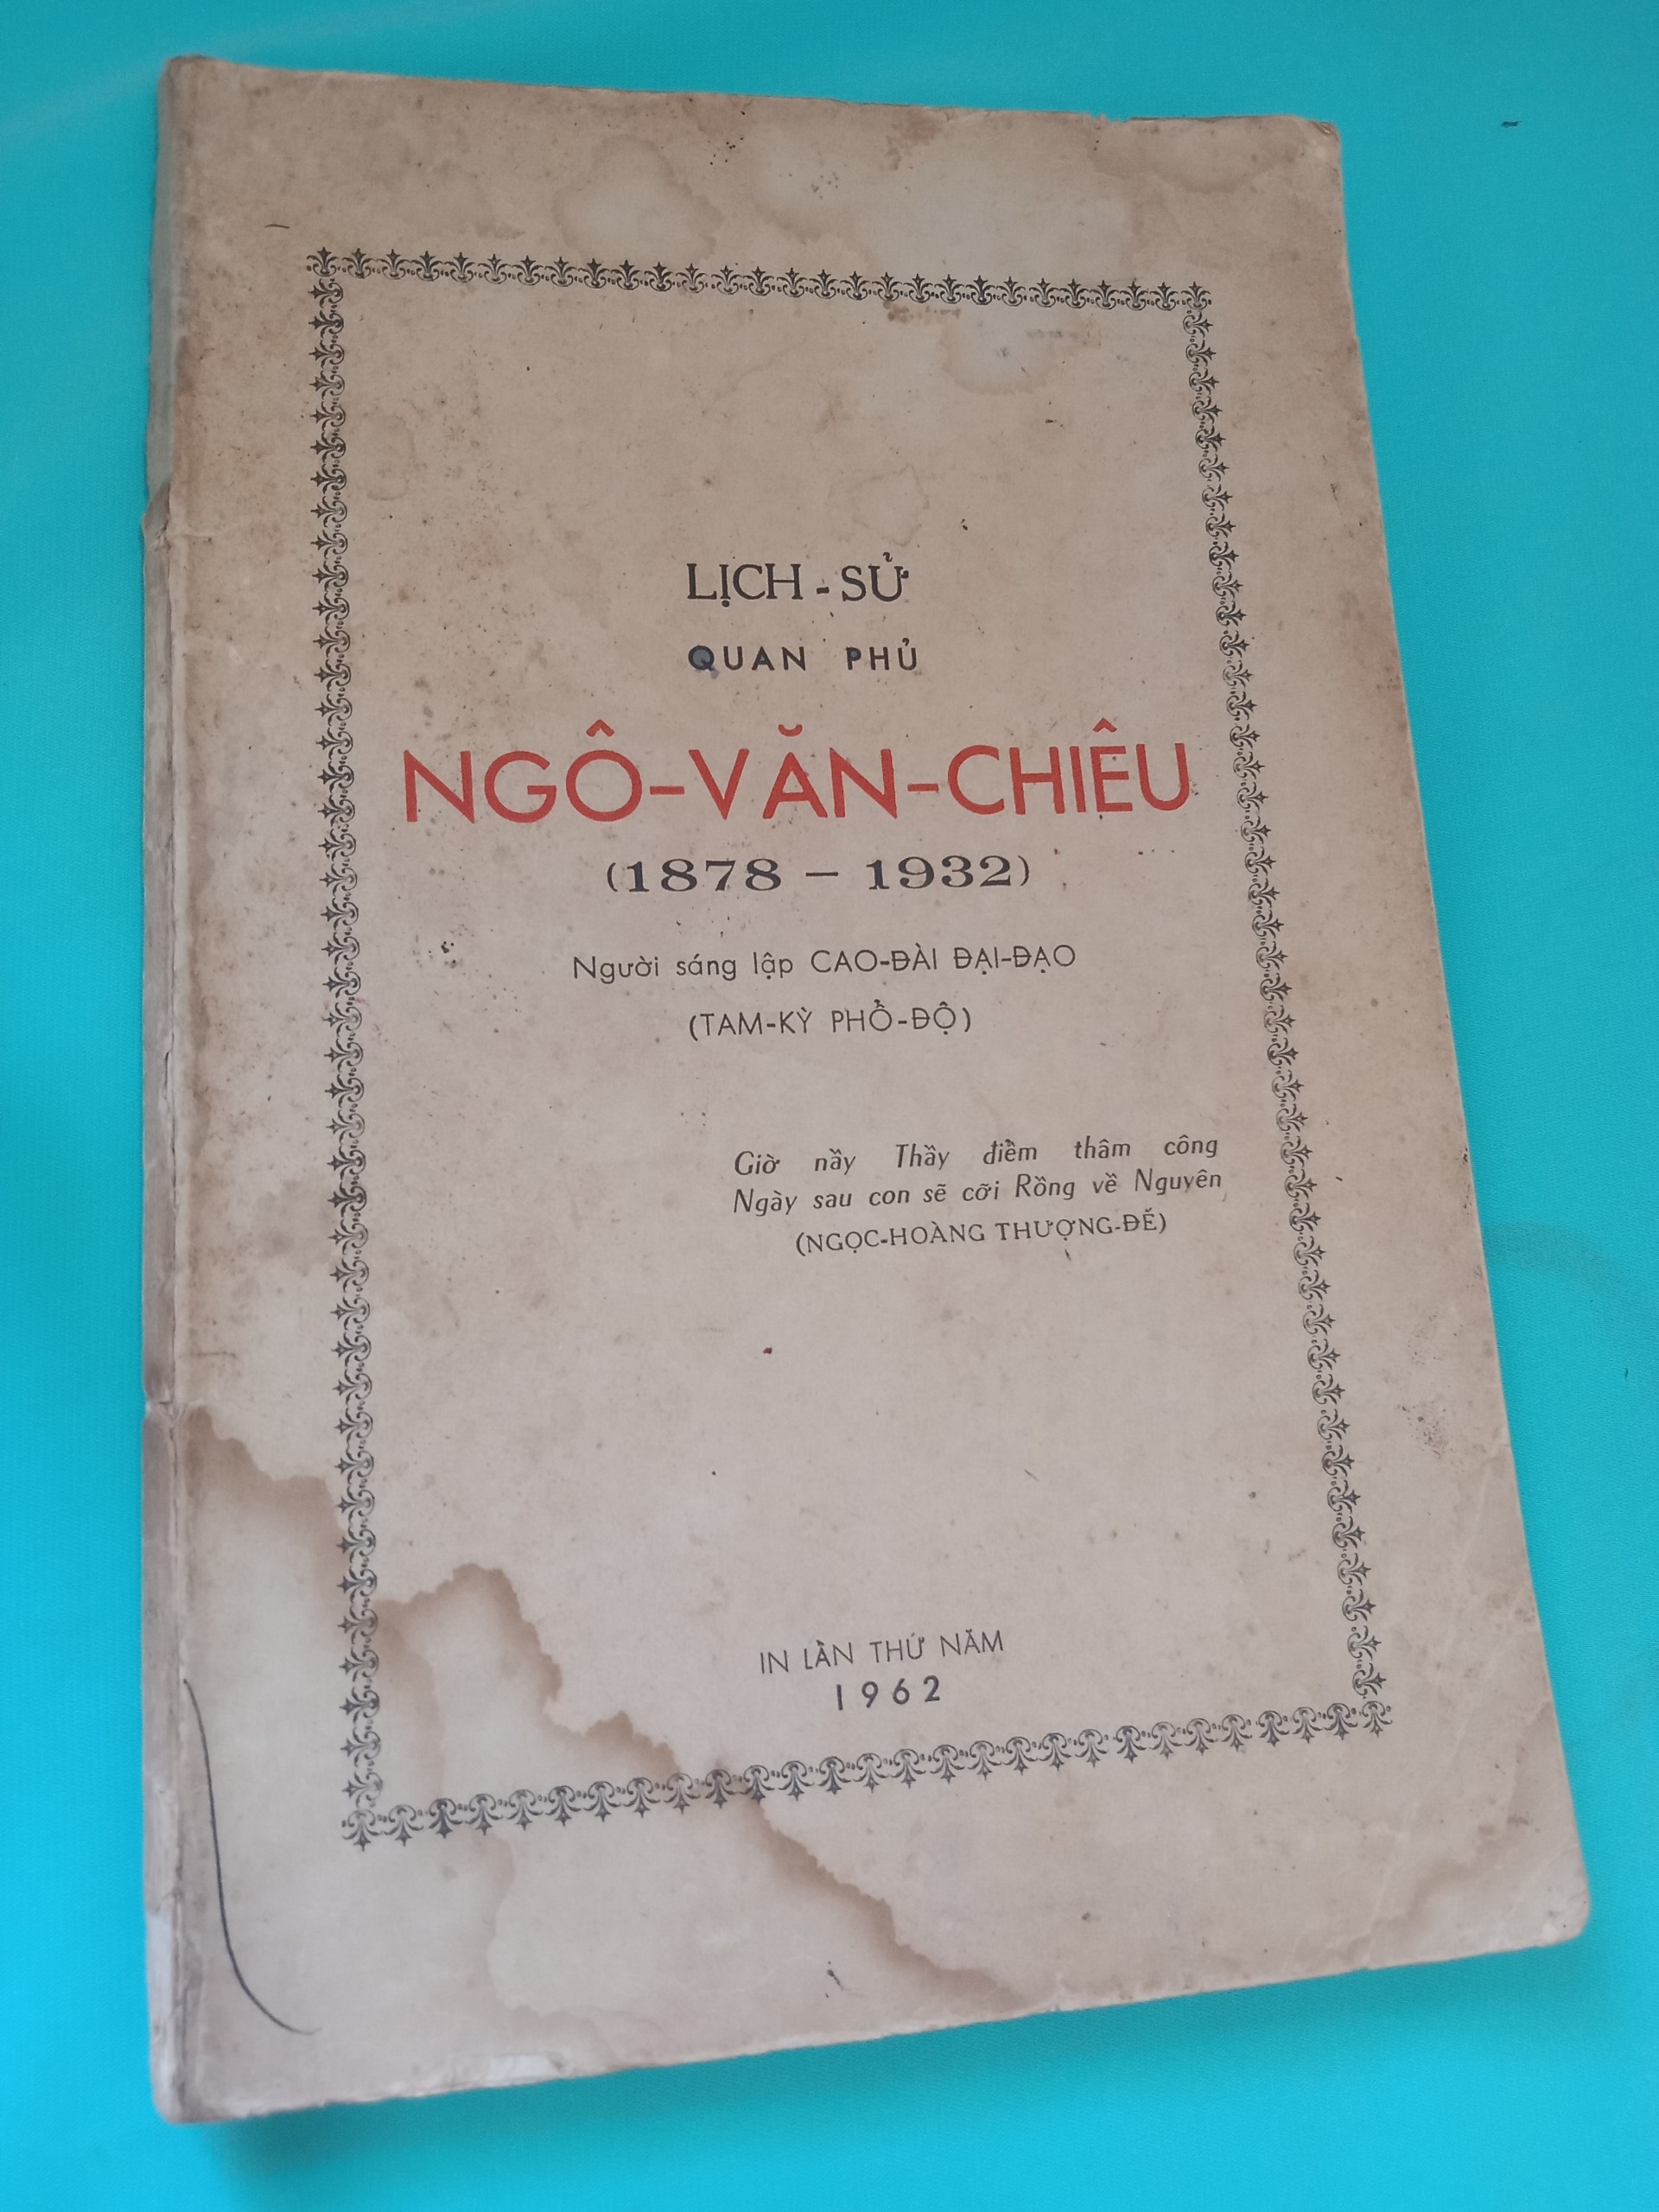 LỊCH - SỬ
QUAN PHỦ
NGÔ-VĂN-CHIÊU
(1878 – 1932)
Người sáng lập CAO-ĐÀI ĐẠI-ĐẠO
(TAM-KỲ PHỔ-ĐỘ)
Giờ nầy Thầy điểm thâm công
Ngày sau con sẽ cỡi Rồng về Nguyên
(NGỌC-HOÀNG THƯỢNG-ĐẾ)
IN LẦN THỨ NĂM
1962